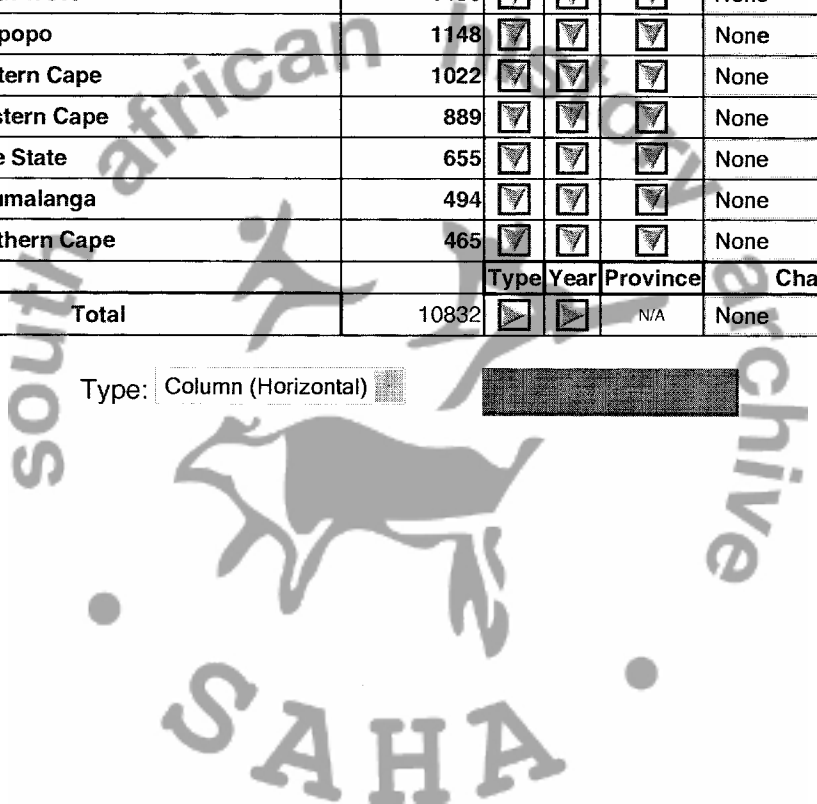 popo 1148 None
tern Cape 1022 None
stern Cape 889 None
e State 655 None
umalanga 494 None
thern Cape 465 None
Type Year Province Cha
Total 10832 N/A None
Type: Column (Horizontal)
south african history archive
SAHA